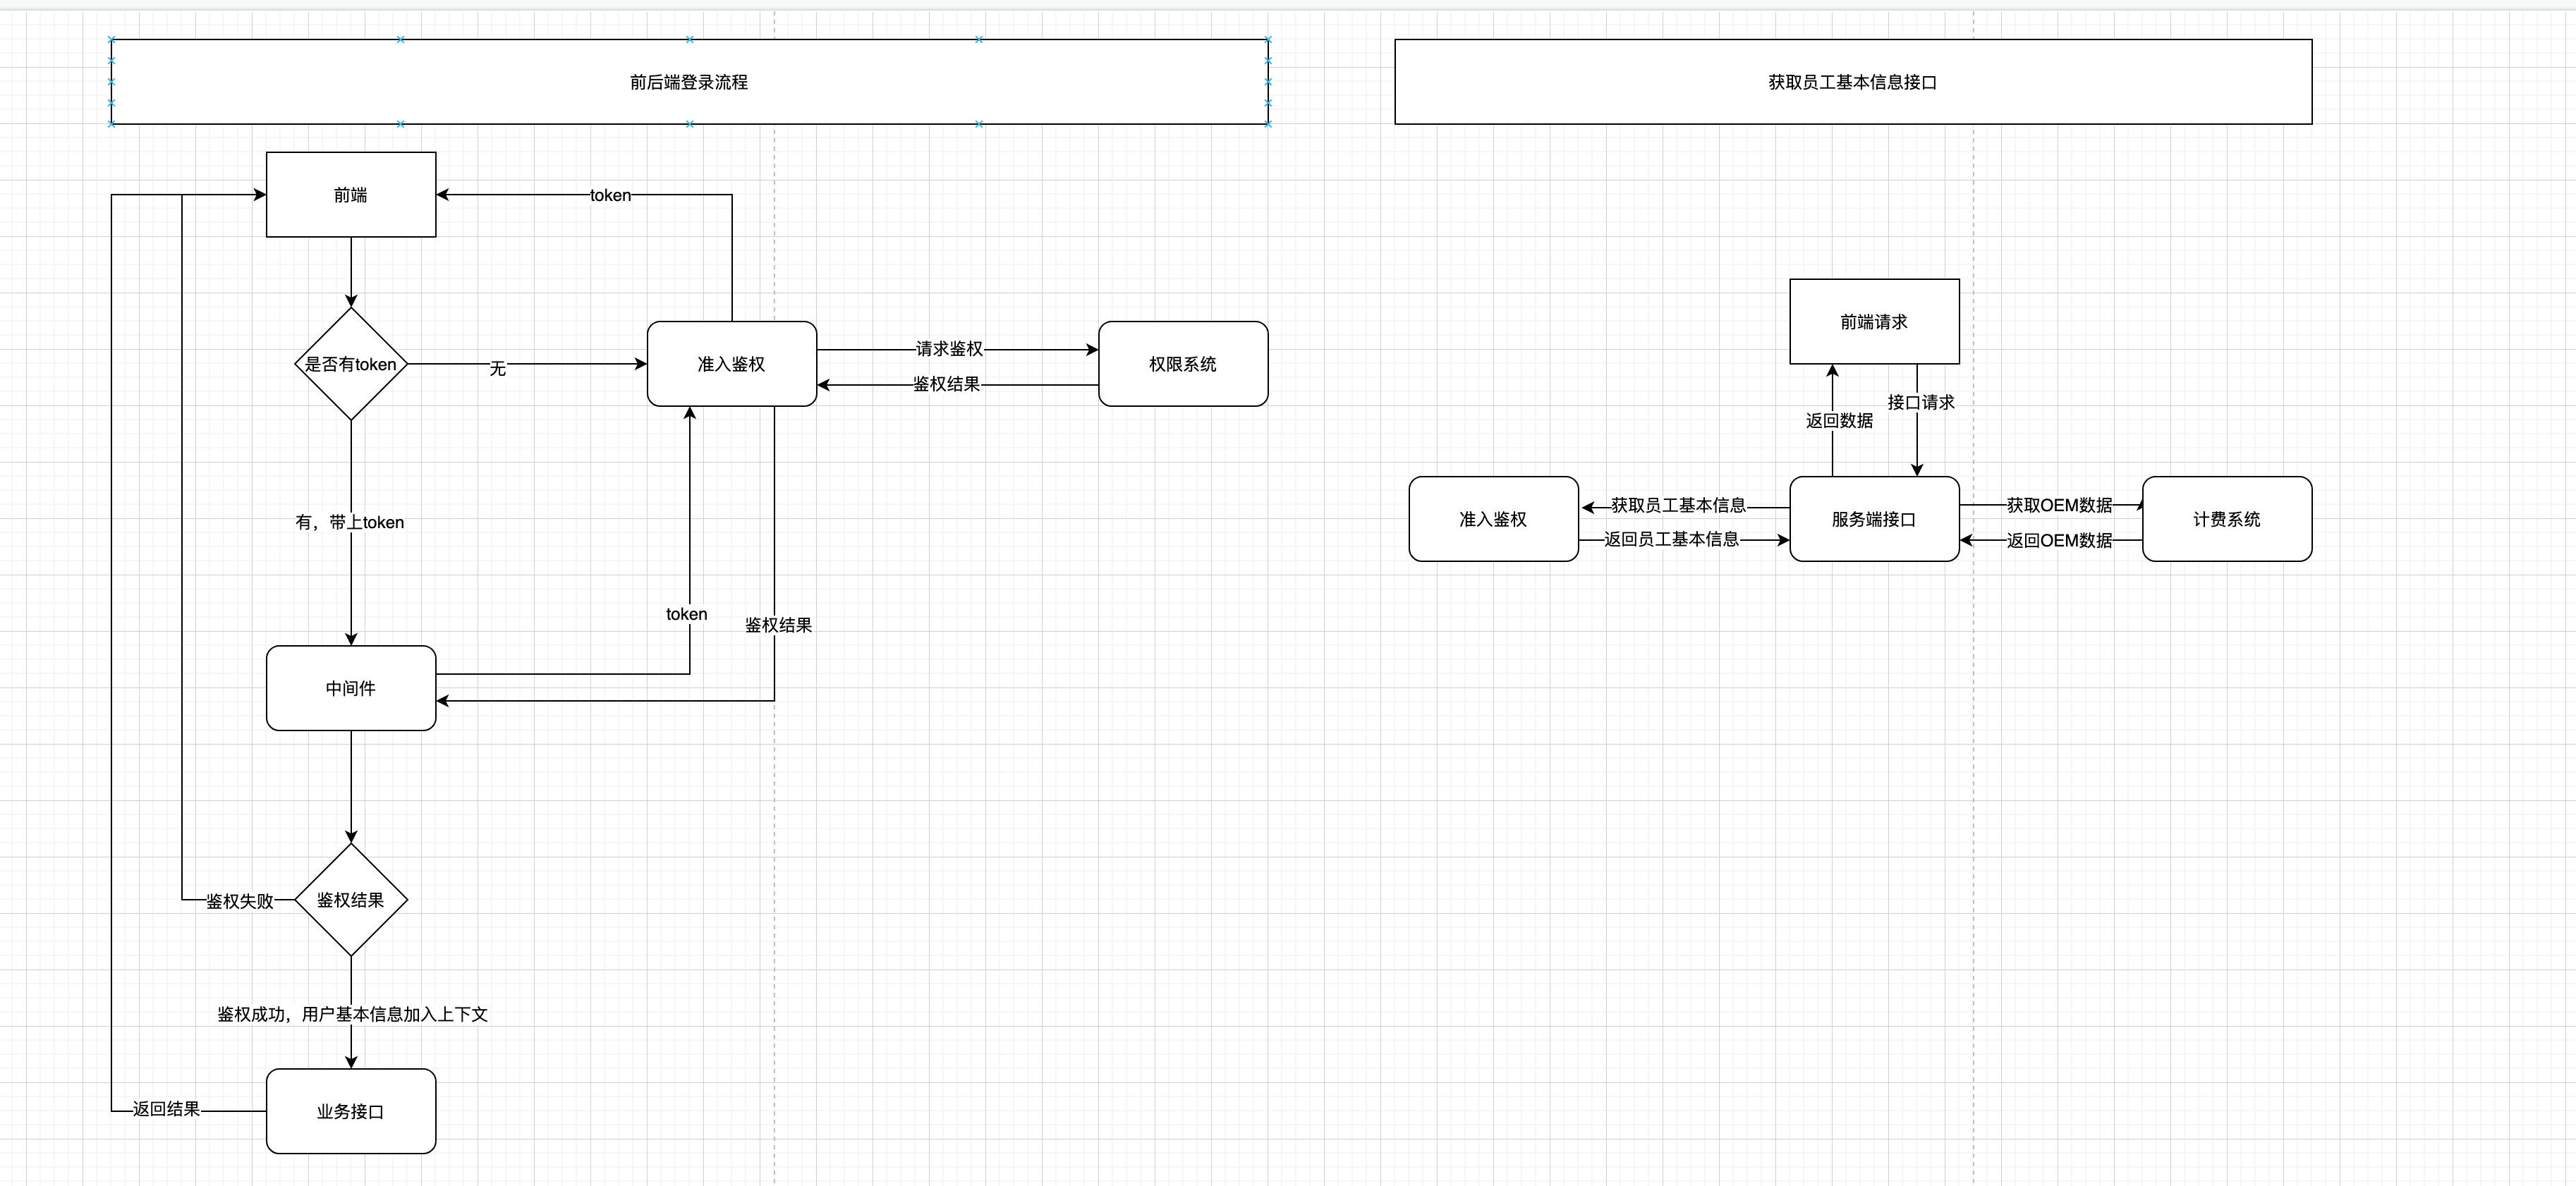 前后端登录流程
获取员工基本信息接口
前端
token
是否有token
无
准入鉴权
请求鉴权
鉴权结果
权限系统
有，带上token
token
鉴权结果
中间件
鉴权失败
鉴权结果
鉴权成功，用户基本信息加入上下文
返回结果
业务接口
前端请求
返回数据
接口请求
准入鉴权
获取员工基本信息
返回员工基本信息
服务端接口
获取OEM数据
返回OEM数据
计费系统